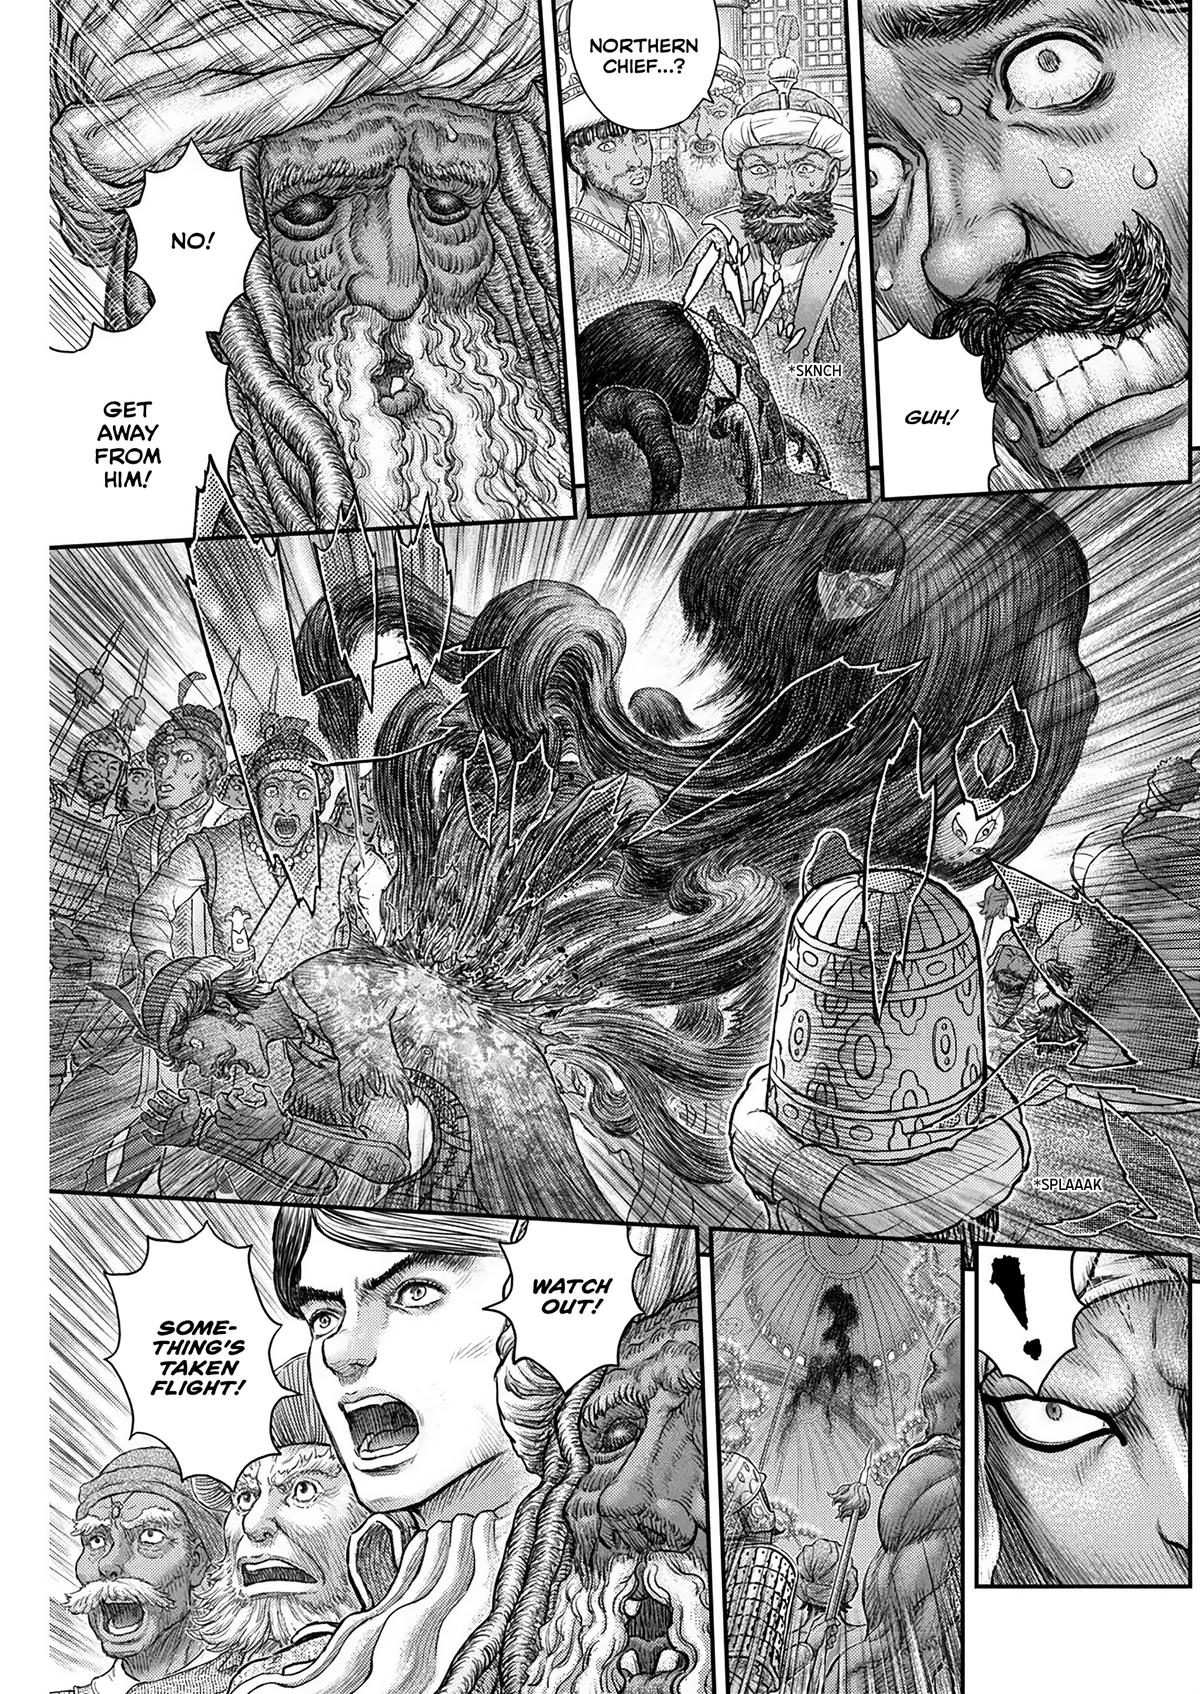 GUH!
NORTHERN
CHIEF...?
*SKNCH
NO!
GET
AWAY
FROM
HIM!
*SPLAAAK
!
WATCH
OUT!
SOME-
THING'S
TAKEN
FLIGHT!